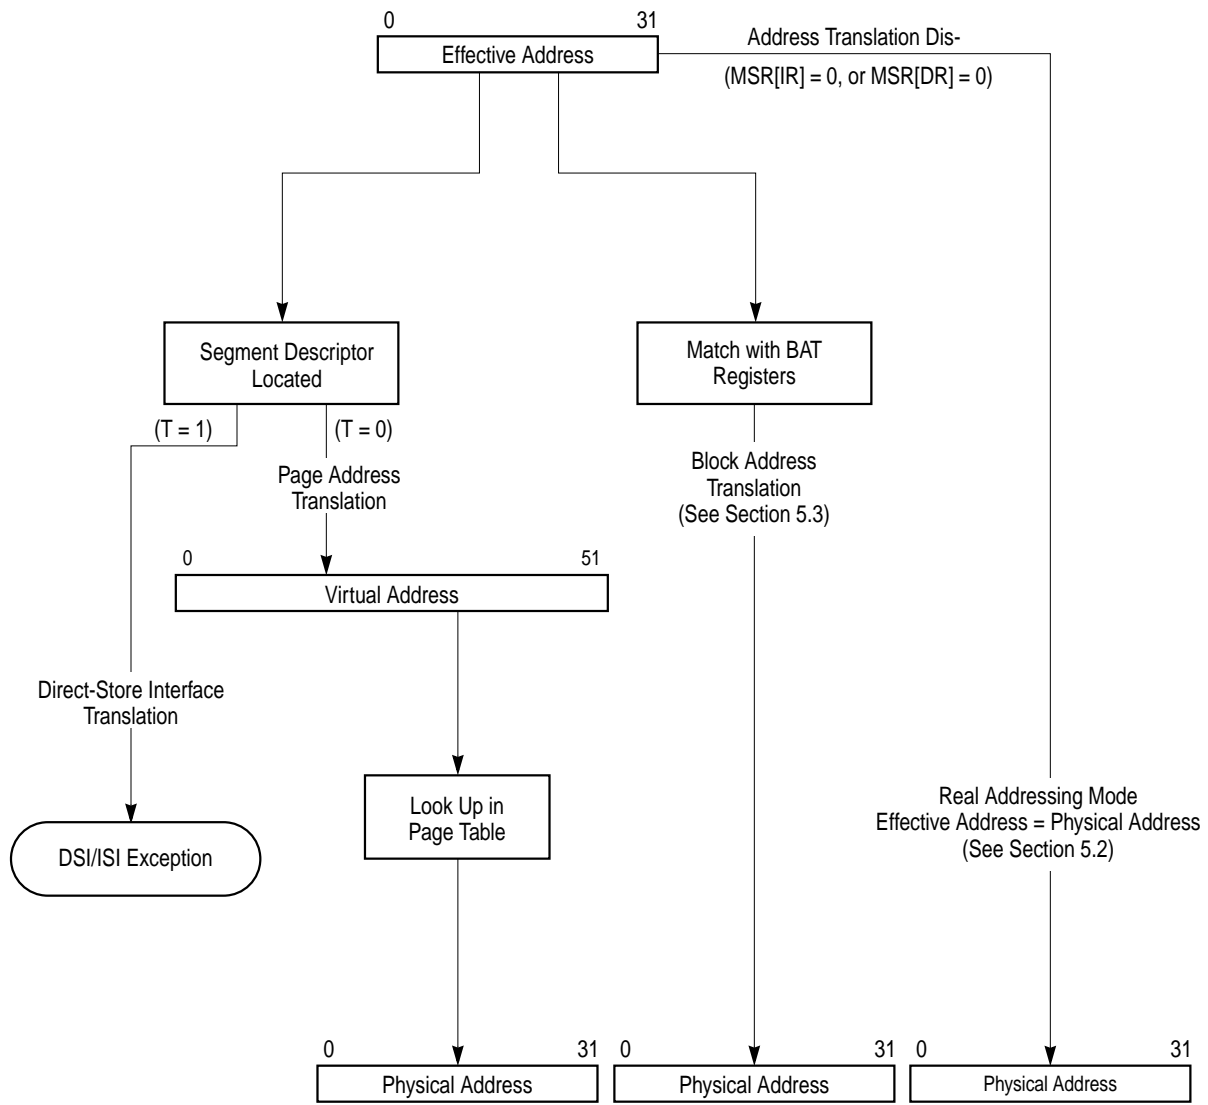 0 31
Effective Address
Address Translation Dis-
(MSR[IR] = 0, or MSR[DR] = 0)
Segment Descriptor
Located
Match with BAT
Registers
(T = 1)
(T = 0)
Page Address
Translation
Block Address
Translation
(See Section 5.3)
0 51
Virtual Address
Direct-Store Interface
Translation
Look Up in
Page Table
DSI/ISI Exception
Real Addressing Mode
Effective Address = Physical Address
(See Section 5.2)
0 31
Physical Address
0 31
Physical Address
0 31
Physical Address